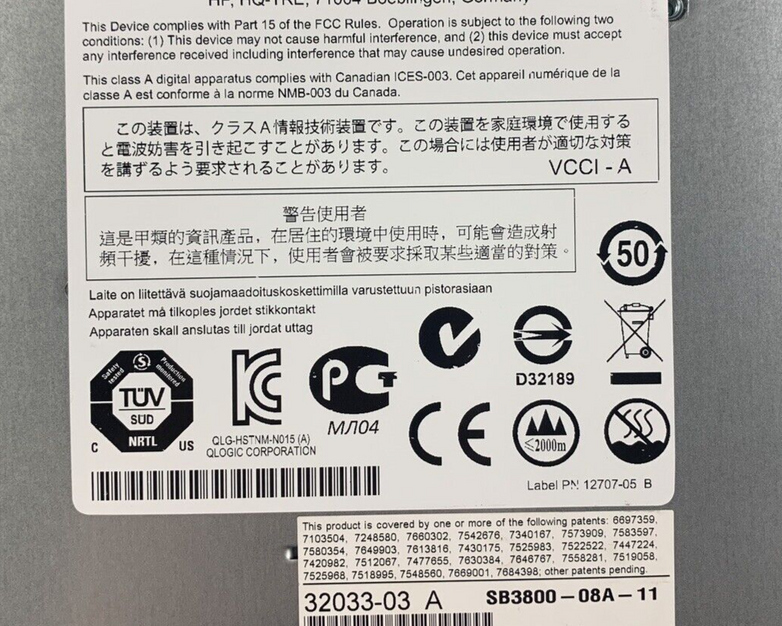 HP, HQ-TRE, 71034 Boeblingen, Germany
This Device complies with Part 15 of the FCC Rules. Operation is subject to the following two
conditions: (1) This device may not cause harmful interference, and (2) this device must accept
any interference received including interference that may cause undesired operation.
This class A digital apparatus complies with Canadian ICES-003. Cet appareil numérique de la
classe A est conforme à la norme NMB-003 du Canada.
この装置は、クラスA情報技術装置です。この装置を家庭環境で使用する
と電波妨害を引き起こすことがあります。この場合には使用者が適切な対策
を講ずるよう要求されることがあります。 VCCI - A
警告使用者
這是甲類的資訊產品，在居住的環境中使用時，可能會造成射
頻干擾，在這種情況下，使用者會被要求採取某些適當的對策。
50
Laite on liitettävä suojamaadoituskoskettimilla varustettuun pistorasiaan
Apparatet må tilkoples jordet stikkontakt
Apparaten skall anslutas till jordat uttag
Safety tested
S
Production monitored
TÜV
SÜD
NRTL
C US
QLG-HSTNM-N015 (A)
QLOGIC CORPORATION
МЛ04
D32189
CE
≤2000m
Label PN 12707-05 B
This product is covered by one or more of the following patents: 6697359,
7103504, 7248580, 7660302, 7542676, 7340167, 7573909, 7583597,
7580354, 7649903, 7613816, 7430175, 7525983, 7522522, 7447224,
7420982, 7512067, 7477655, 7630384, 7646767, 7558281, 7519058,
7525968, 7518995, 7548560, 7669001, 7684398; other patents pending.
32033-03 A SB3800-08A-11